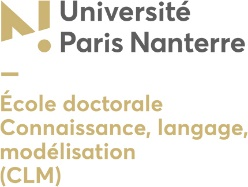 Université
Paris Nanterre
École doctorale
Connaissance, langage,
modélisation
(CLM)